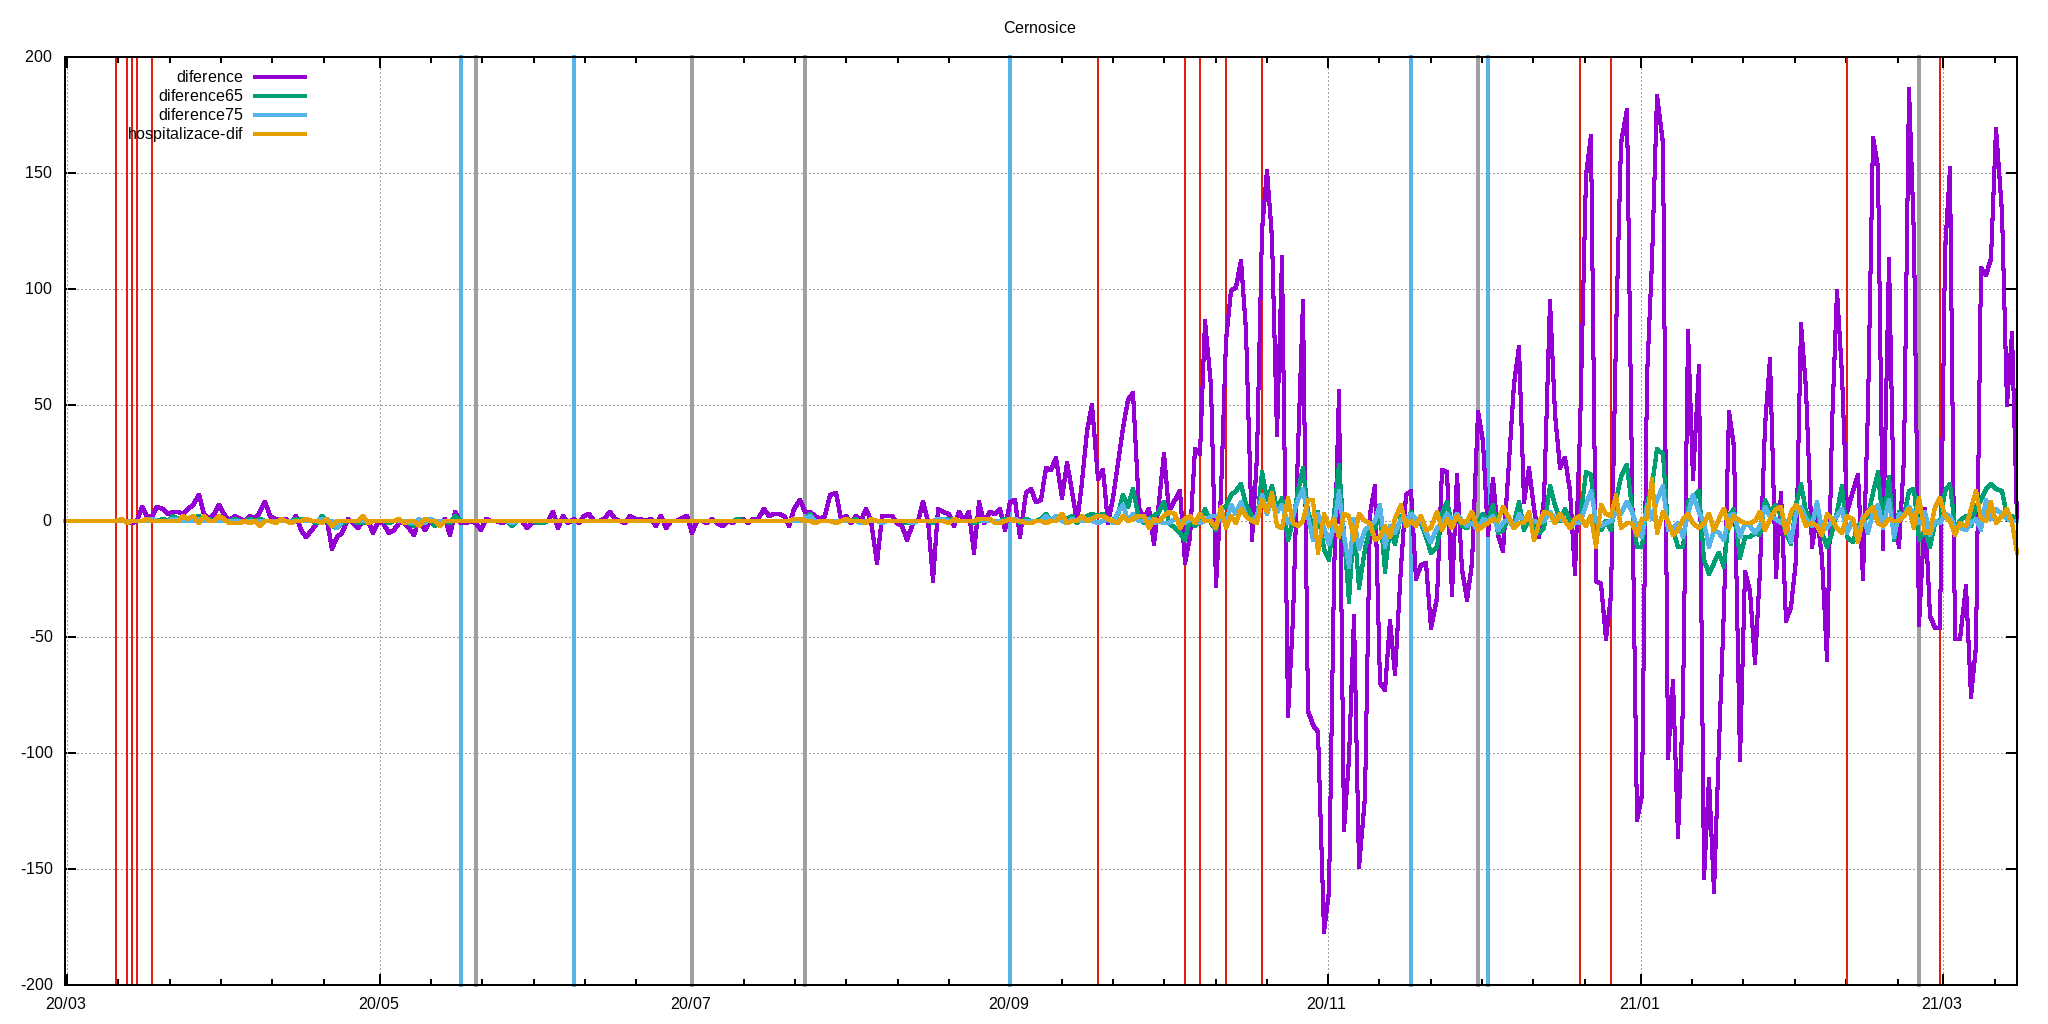 Cernosice
200
150
100
50
0
-50
-100
-150
-200
diference
diference65
diference75
hospitalizace-dif
20/03 20/05 20/07 20/09 20/11 21/01 21/03